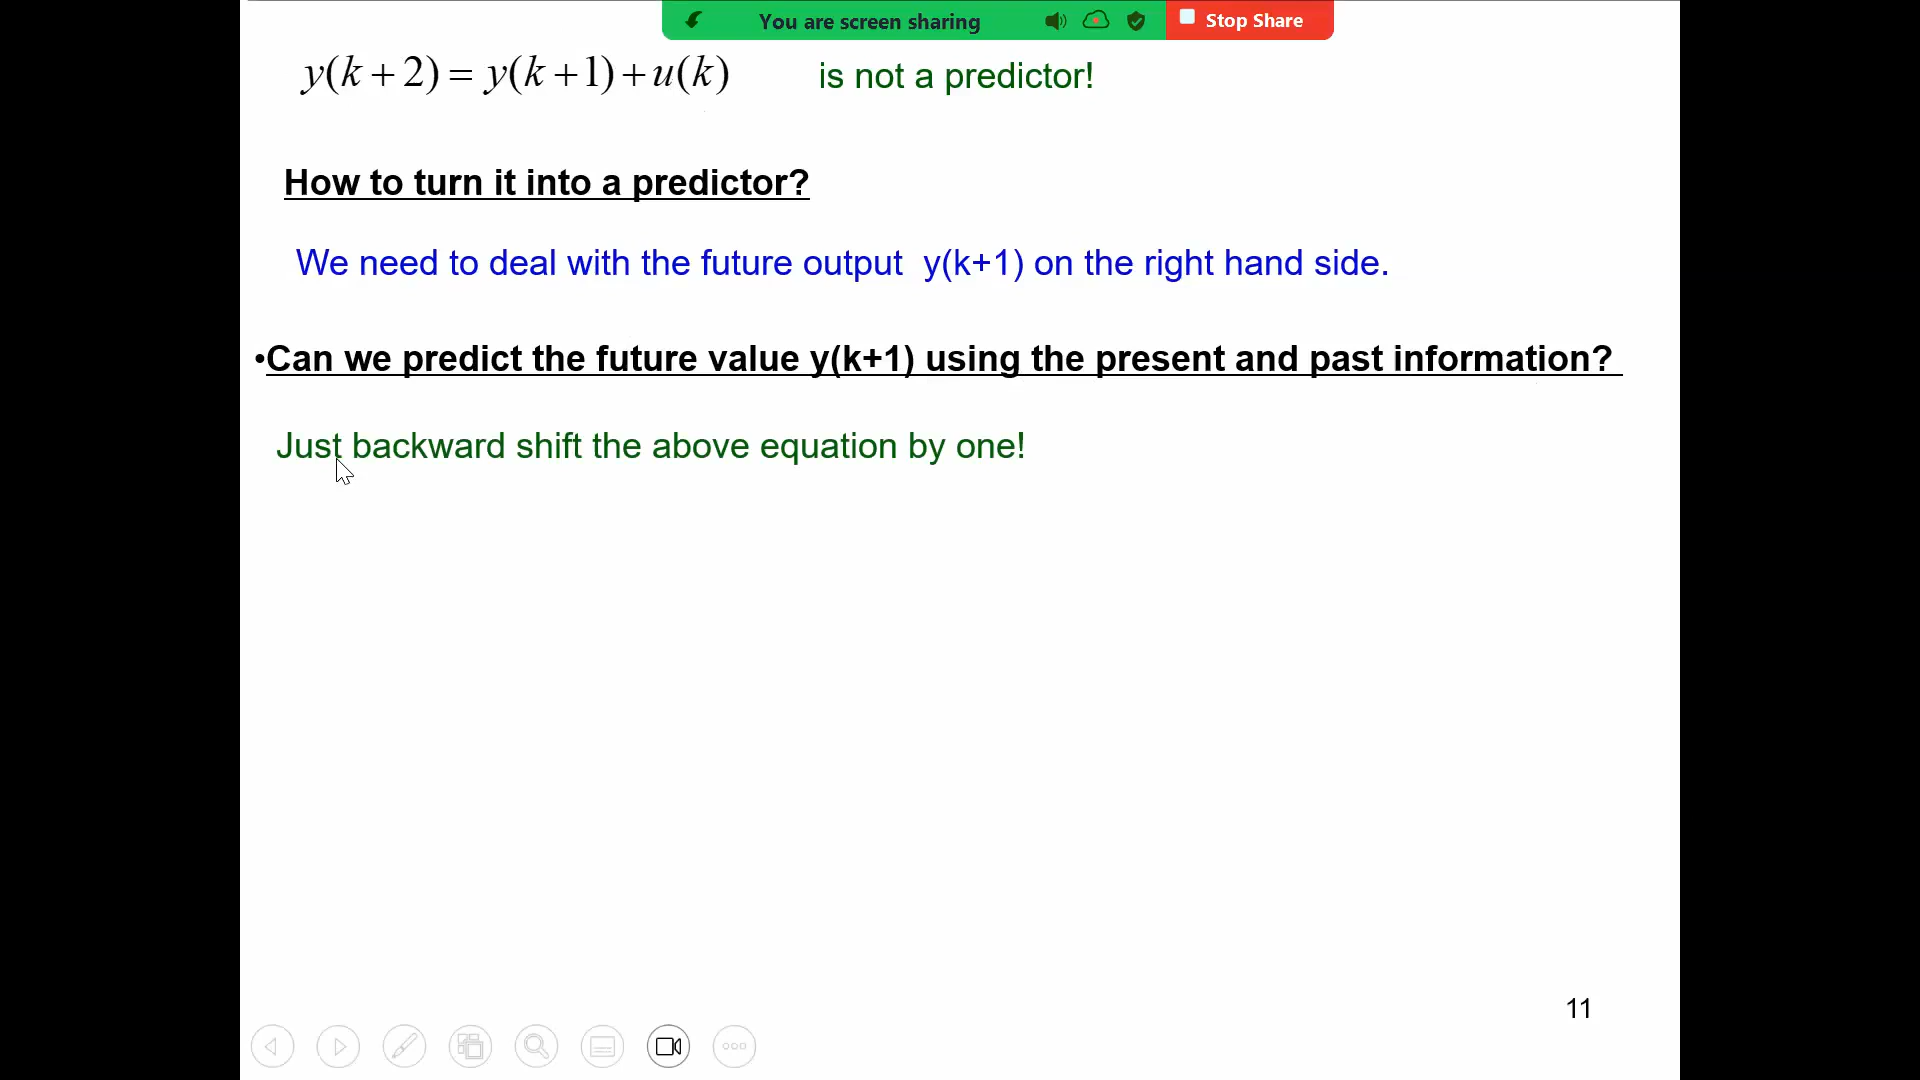 You are screen sharing
Stop Share
y(k+2) = y(k+1)+u(k) is not a predictor!
How to turn it into a predictor?
We need to deal with the future output y(k+1) on the right hand side.
•Can we predict the future value y(k+1) using the present and past information?
Just backward shift the above equation by one!
11